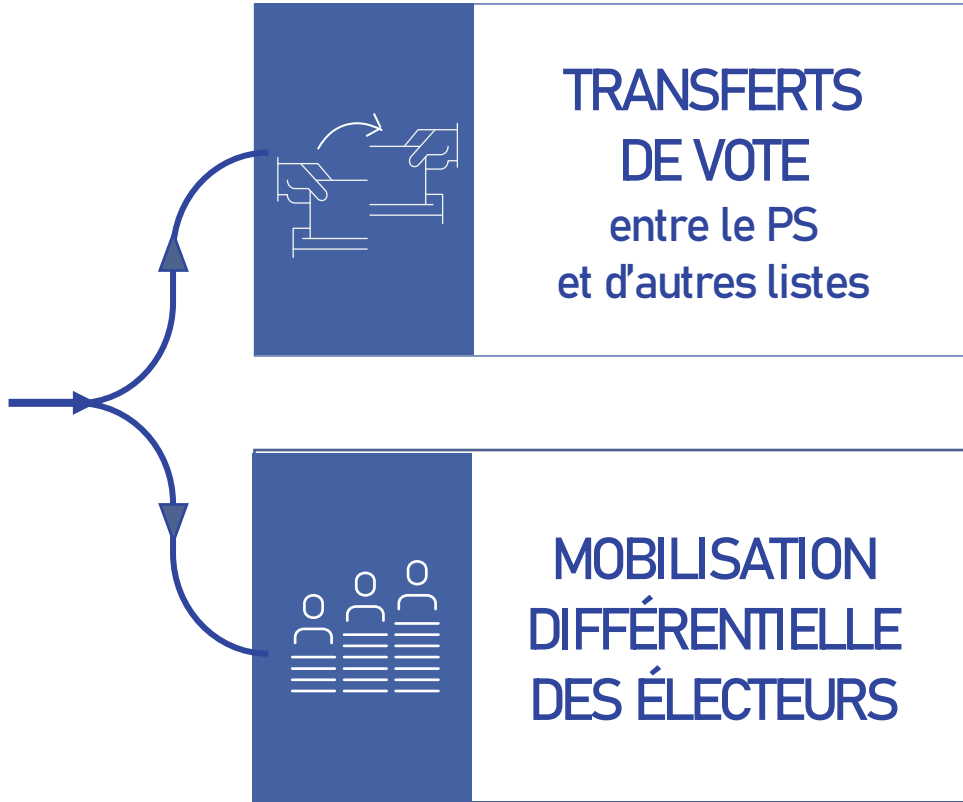 TRANSFERTS
DE VOTE
entre le PS
et d'autres listes
MOBILISATION
DIFFÉRENTIELLE
DES ÉLECTEURS